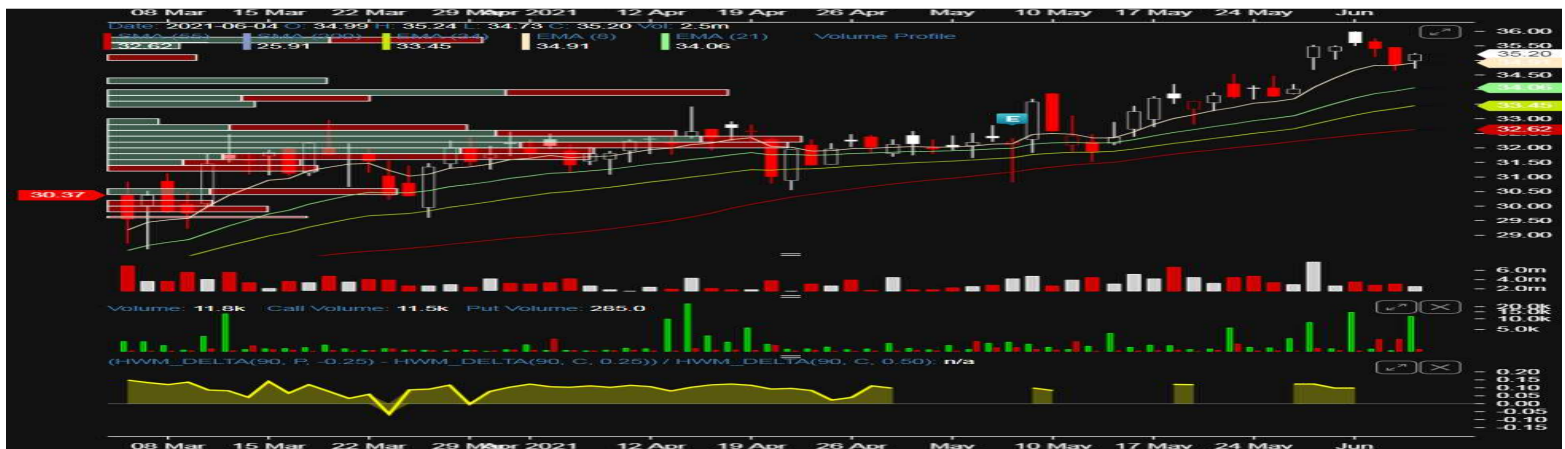 08 Mar 15 Mar 22 Mar 29 Mar Apr 2021 12 Apr 19 Apr 26 Apr May 10 May 17 May 24 May Jun
Date: 2021-06-04 O: 34.99 H: 35.24 L: 34.73 C: 35.20 Vol: 2.5m
SMA (55) SMA (200) EMA (34) EMA (8) EMA (21) Volume Profile
32.62 25.91 33.45 34.91 34.06
36.00
35.50
35.20
34.50
34.06
33.45
33.00
32.62
32.00
31.50
31.00
30.50
30.00
29.50
29.00
30.37
E
6.0m
4.0m
2.0m
Volume: 11.8k Call Volume: 11.5k Put Volume: 285.0
20.0k
15.0k
10.0k
5.0k
(HWM_DELTA(90, P, -0.25) - HWM_DELTA(90, C, 0.25)) / HWM_DELTA(90, C, 0.50): n/a
0.20
0.15
0.10
0.05
0.00
-0.05
-0.10
-0.15
08 Mar 15 Mar 22 Mar 29 Mar Apr 2021 12 Apr 19 Apr 26 Apr May 10 May 17 May 24 May Jun